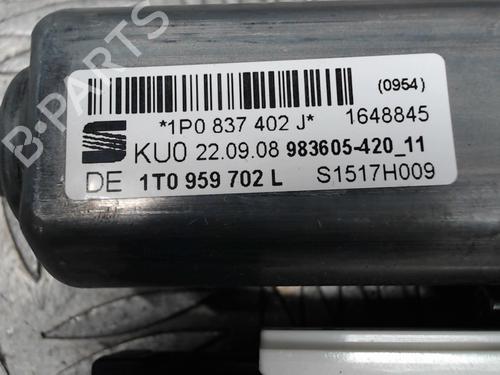 (0954)
*1P0 837 402 J* 1648845
KU0 22.09.08 983605-420_11
DE 1T0 959 702 L S1517H009
B-PARTS